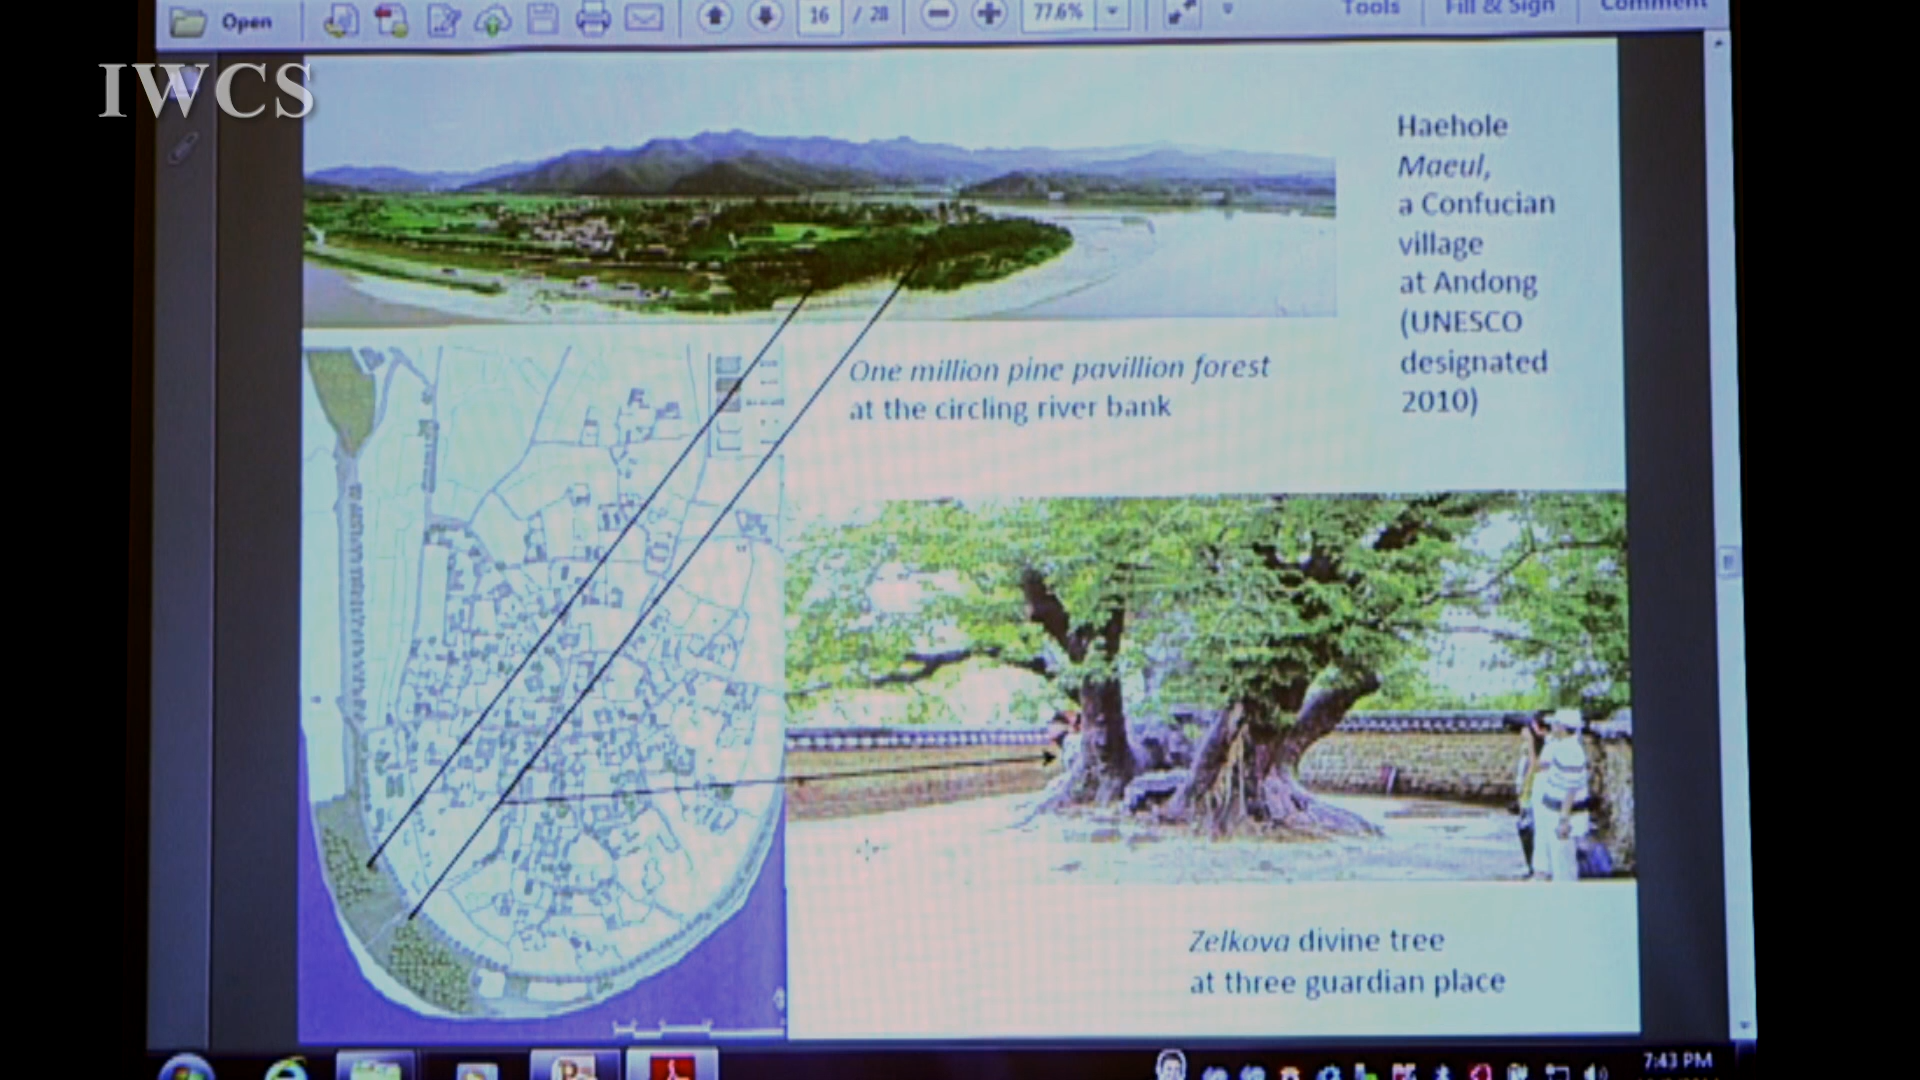 Open
16 / 28
77.6%
Tools
Fill & Sign
Comment
IWCS
Haehole
Maeul,
a Confucian
village
at Andong
(UNESCO
designated
2010)
One million pine pavillion forest
at the circling river bank
Zelkova divine tree
at three guardian place
7:43 PM